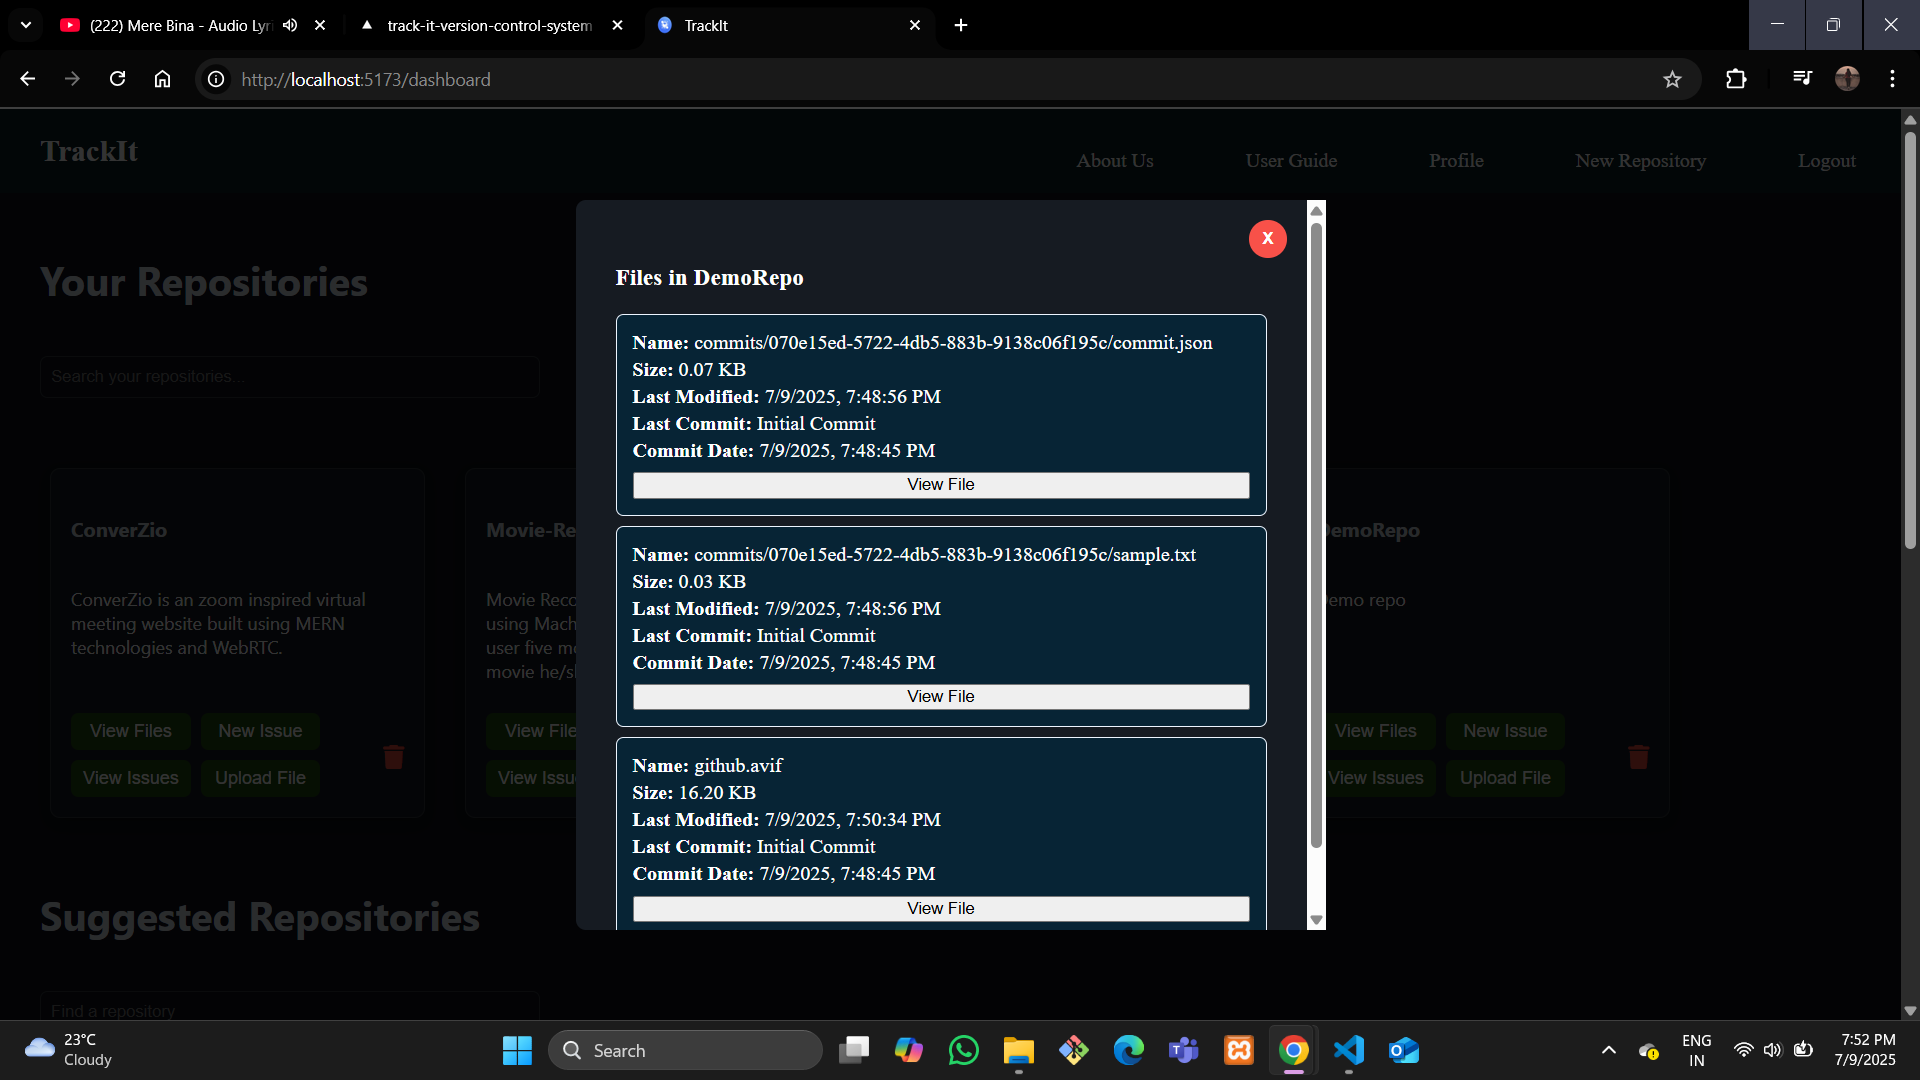 (222) Mere Bina - Audio Lyri
track-it-version-control-system
TrackIt
http://localhost:5173/dashboard
TrackIt
About Us
User Guide
Profile
New Repository
Logout
Your Repositories
Search your repositories...
ConverZio
ConverZio is an zoom inspired virtual
meeting website built using MERN
technologies and WebRTC.
View Files
New Issue
View Issues
Upload File
Movie-Re
Movie Reco
using Mach
user five m
movie he/s
View File
View Issu
X
Files in DemoRepo
Name: commits/070e15ed-5722-4db5-883b-9138c06f195c/commit.json
Size: 0.07 KB
Last Modified: 7/9/2025, 7:48:56 PM
Last Commit: Initial Commit
Commit Date: 7/9/2025, 7:48:45 PM
View File
Name: commits/070e15ed-5722-4db5-883b-9138c06f195c/sample.txt
Size: 0.03 KB
Last Modified: 7/9/2025, 7:48:56 PM
Last Commit: Initial Commit
Commit Date: 7/9/2025, 7:48:45 PM
View File
Name: github.avif
Size: 16.20 KB
Last Modified: 7/9/2025, 7:50:34 PM
Last Commit: Initial Commit
Commit Date: 7/9/2025, 7:48:45 PM
View File
DemoRepo
Demo repo
View Files
New Issue
View Issues
Upload File
Suggested Repositories
Find a repository
23°C
Cloudy
Search
ENG
IN
7:52 PM
7/9/2025